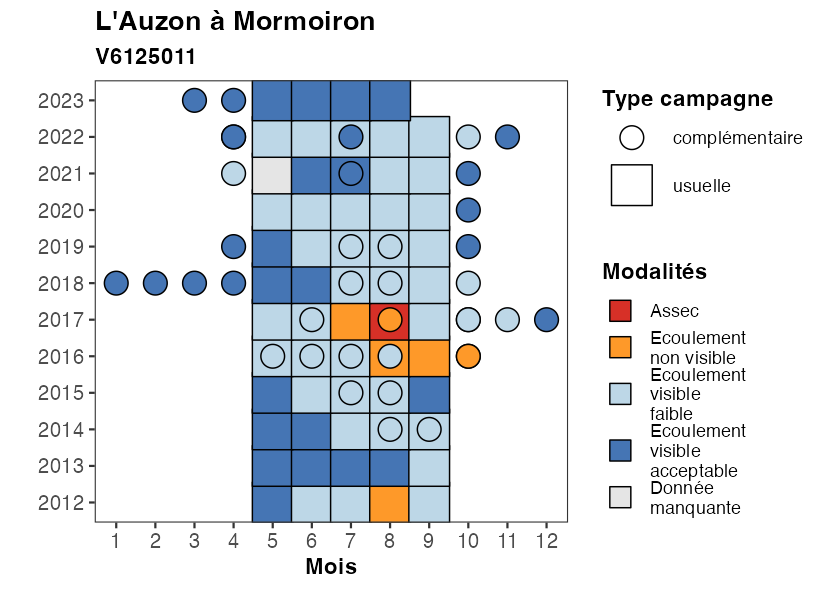 L'Auzon à Mormoiron
V6125011
2023
2022
2021
2020
2019
2018
2017
2016
2015
2014
2013
2012
1 2 3 4 5 6 7 8 9 10 11 12
Mois
Type campagne
complémentaire
usuelle
Modalités
Assec
Ecoulement
non visible
Ecoulement
visible
faible
Ecoulement
visible
acceptable
Donnée
manquante